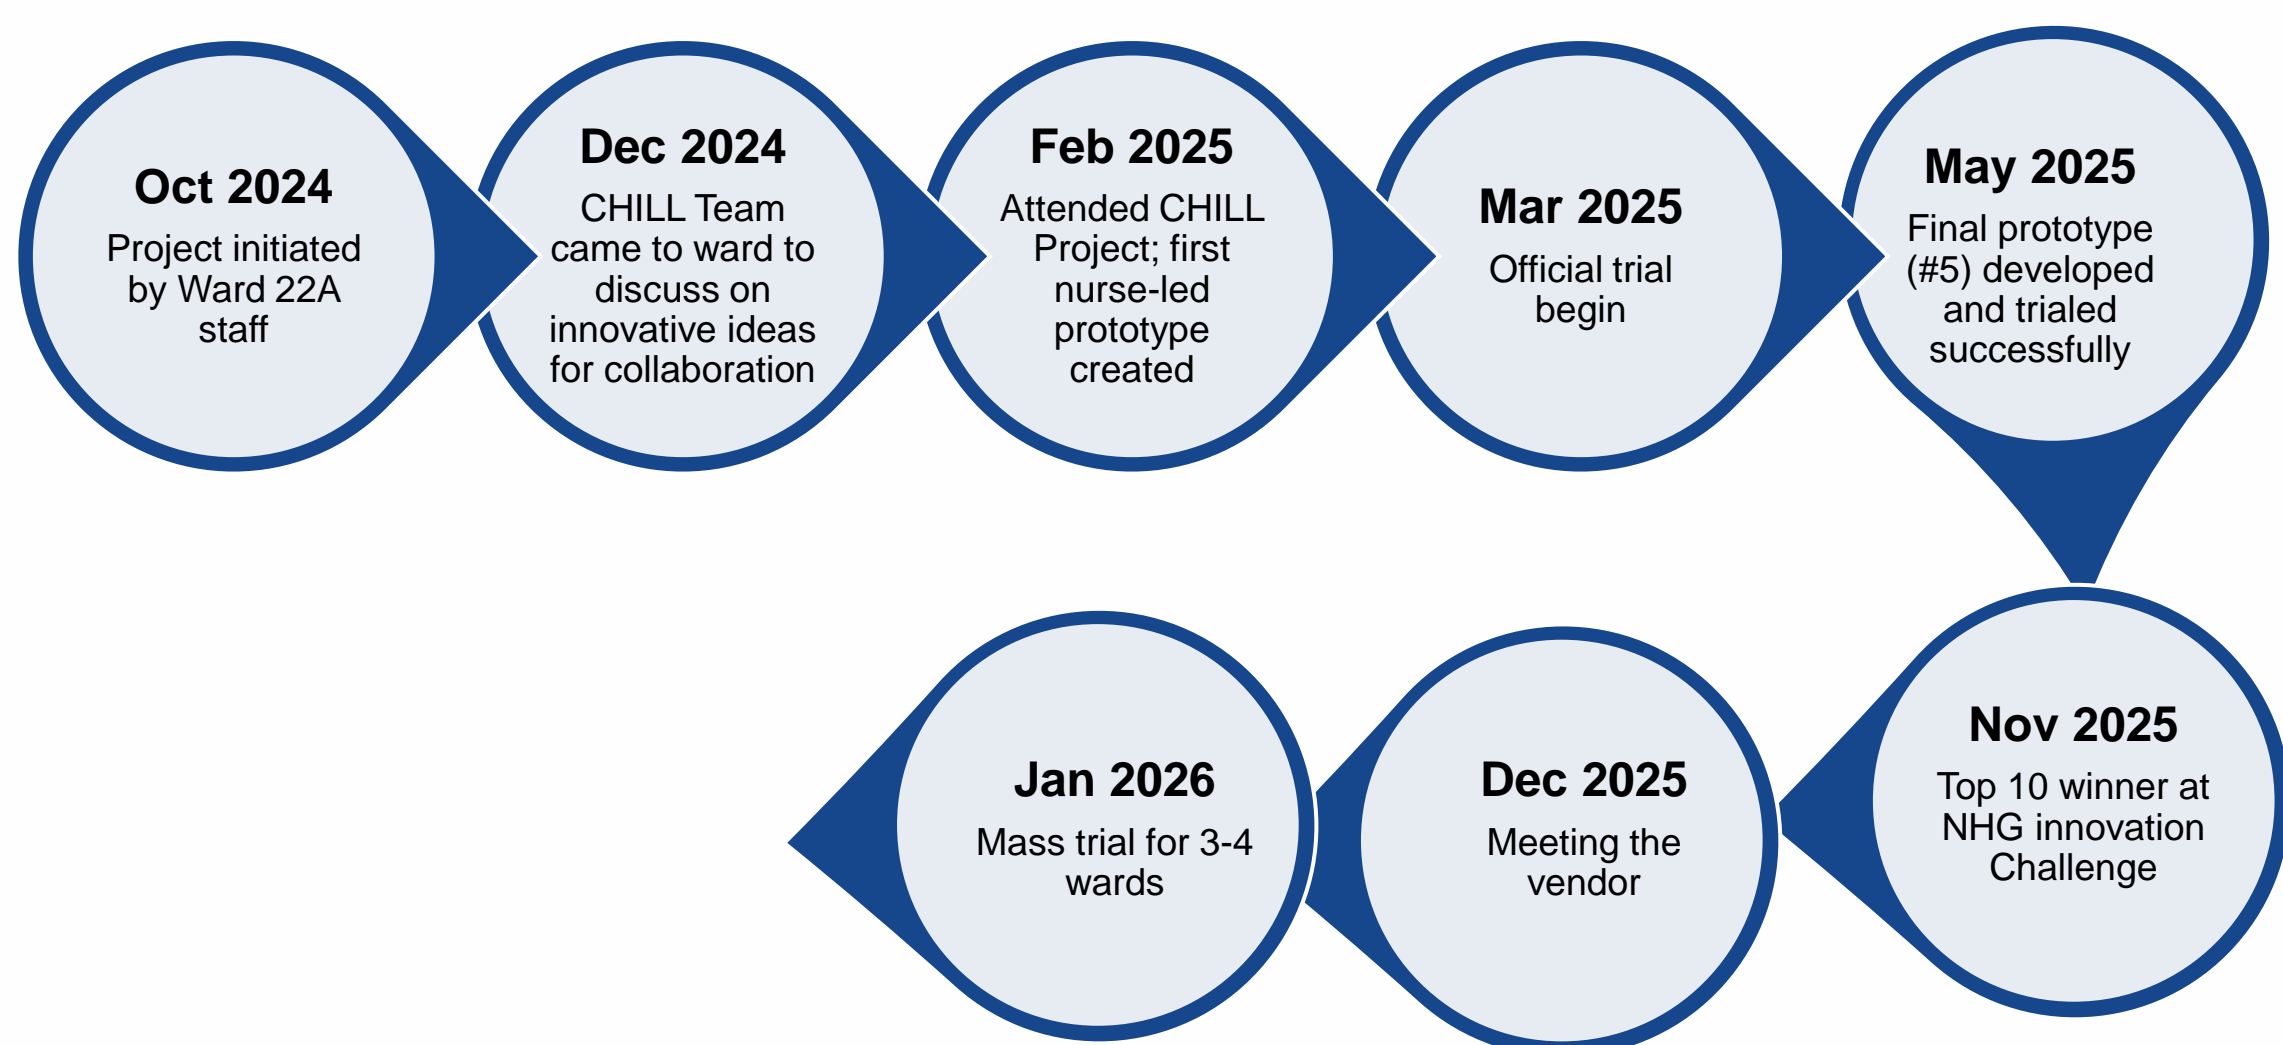 Oct 2024
Project initiated
by Ward 22A
staff
Dec 2024
CHILL Team
came to ward to
discuss on
innovative ideas
for collaboration
Feb 2025
Attended CHILL
Project; first
nurse-led
prototype
created
Mar 2025
Official trial
begin
May 2025
Final prototype
(#5) developed
and trialed
successfully
Nov 2025
Top 10 winner at
NHG innovation
Challenge
Dec 2025
Meeting the
vendor
Jan 2026
Mass trial for 3-4
wards